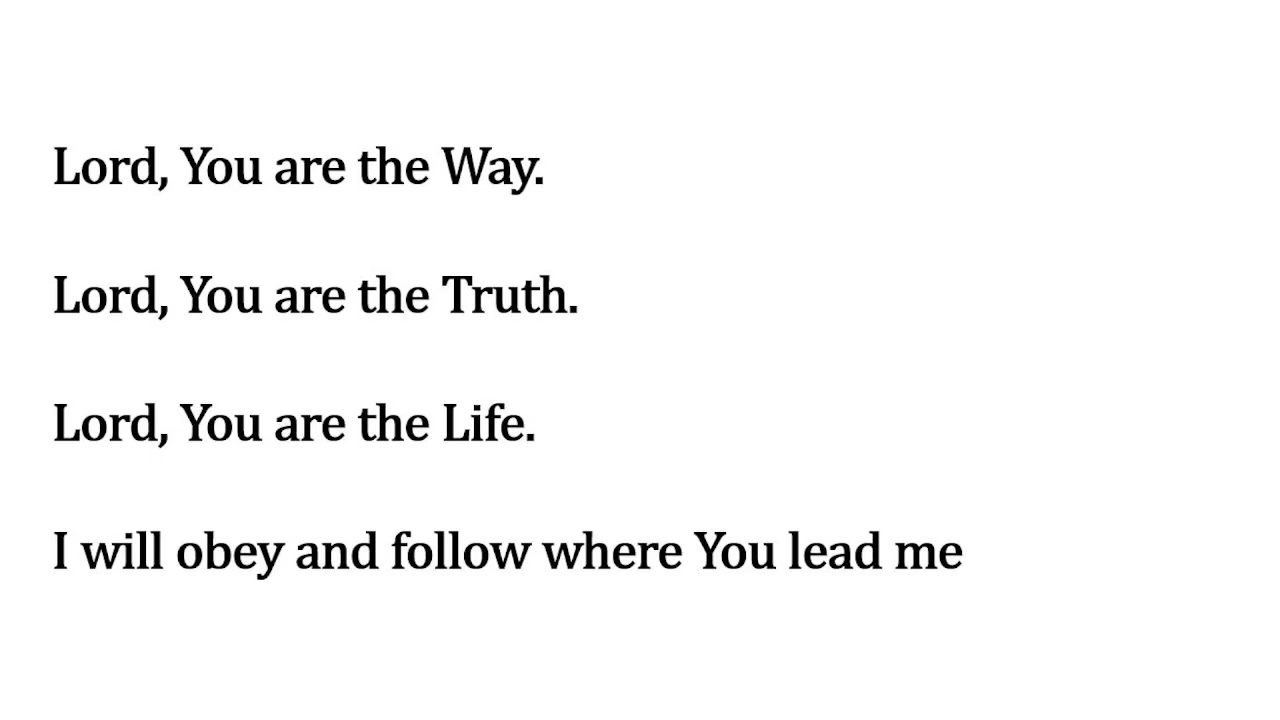 Lord, You are the Way.
Lord, You are the Truth.
Lord, You are the Life.
I will obey and follow where You lead me